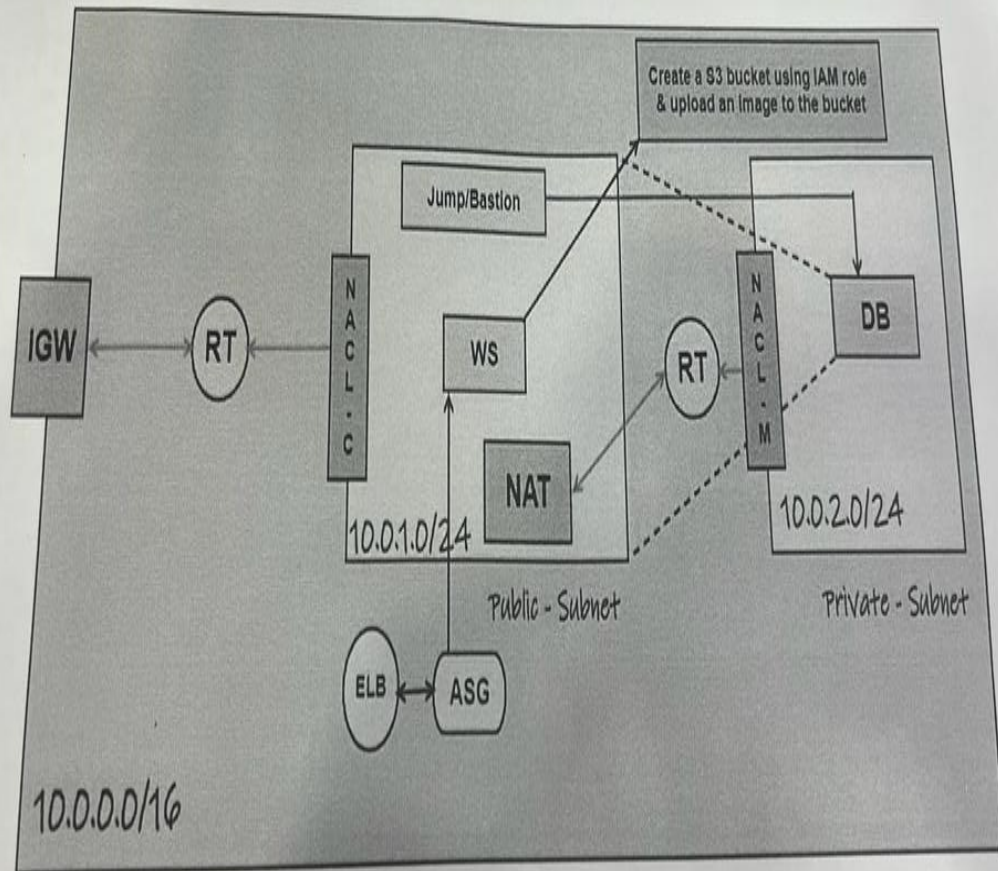 Create a S3 bucket using IAM role
& upload an image to the bucket
Jump/Bastion
NACL-C
NACL-M
IGW
RT
WS
RT
DB
NAT
10.0.1.0/24
10.0.2.0/24
Public - Subnet
Private - Subnet
ELB
ASG
10.0.0.0/16